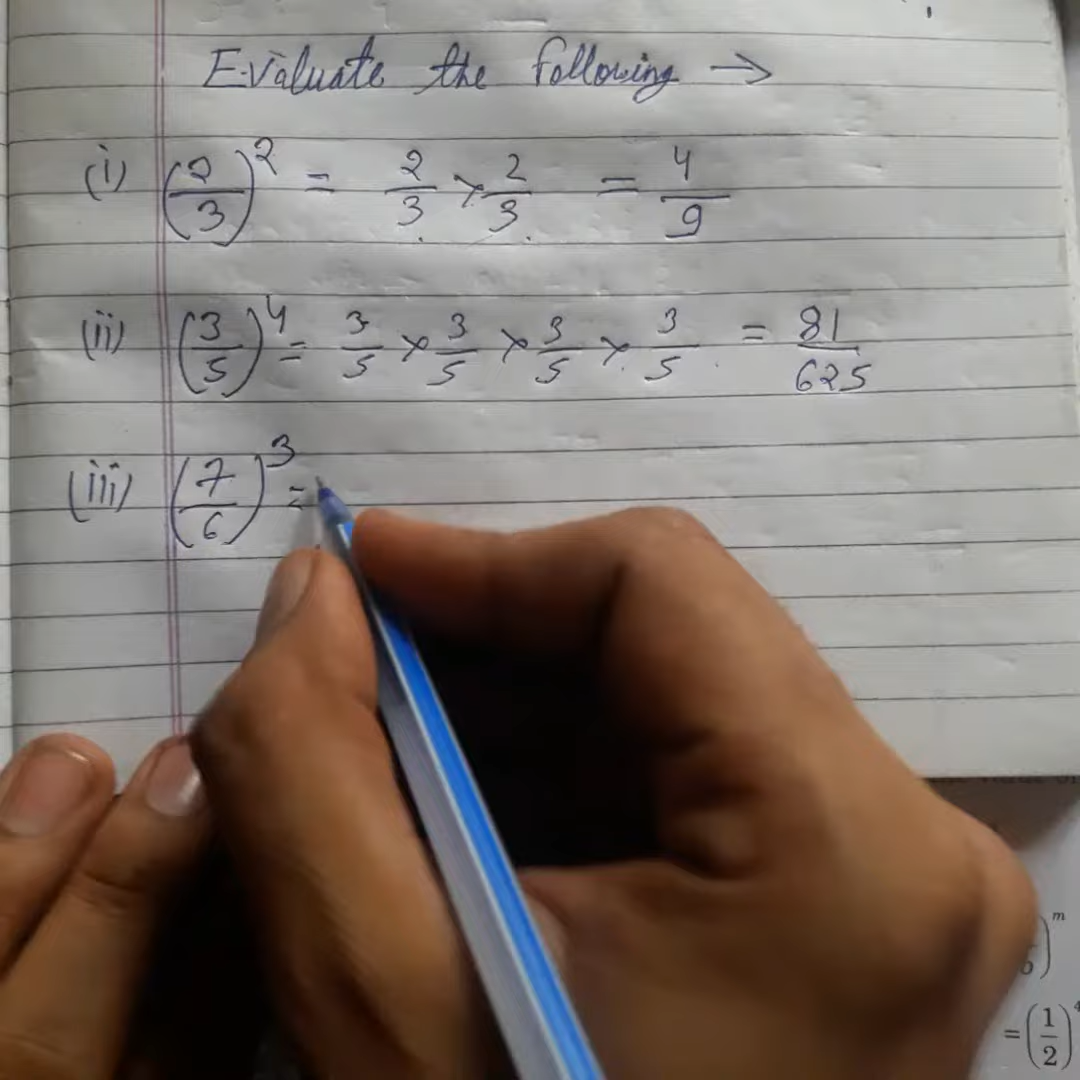 Evaluate the following →
(i) (2/3)^2 = 2/3 × 2/3 = 4/9
(ii) (3/5)^4 = 3/5 × 3/5 × 3/5 × 3/5 = 81/625
(iii) (7/6)^3 =
)^m
= (1/2)^4